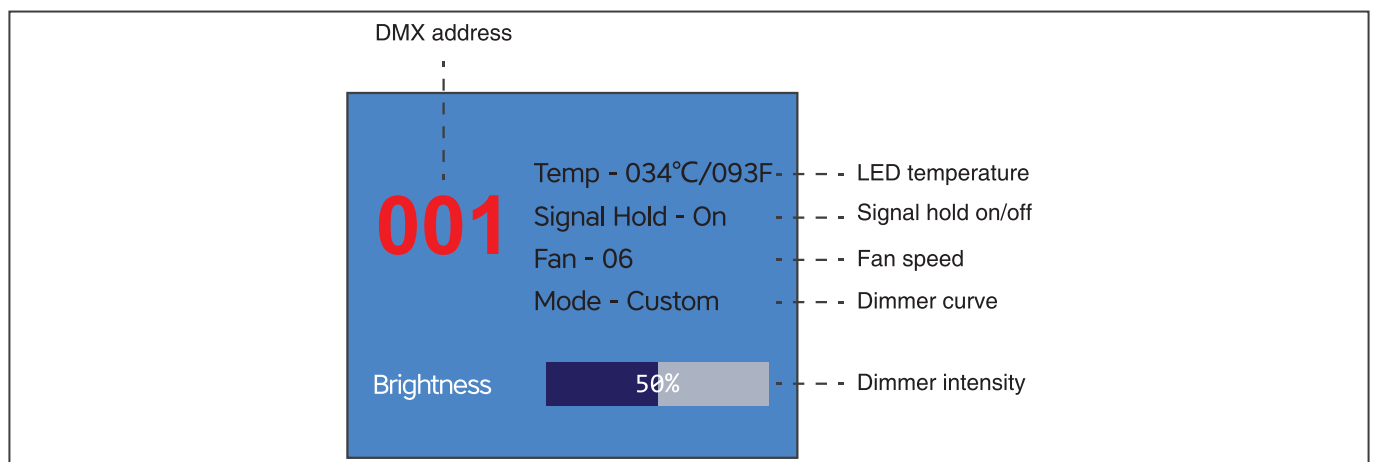 DMX address
Temp - 034℃/093F
LED temperature
001
Signal Hold - On
Signal hold on/off
Fan - 06
Fan speed
Mode - Custom
Dimmer curve
Brightness
50%
Dimmer intensity